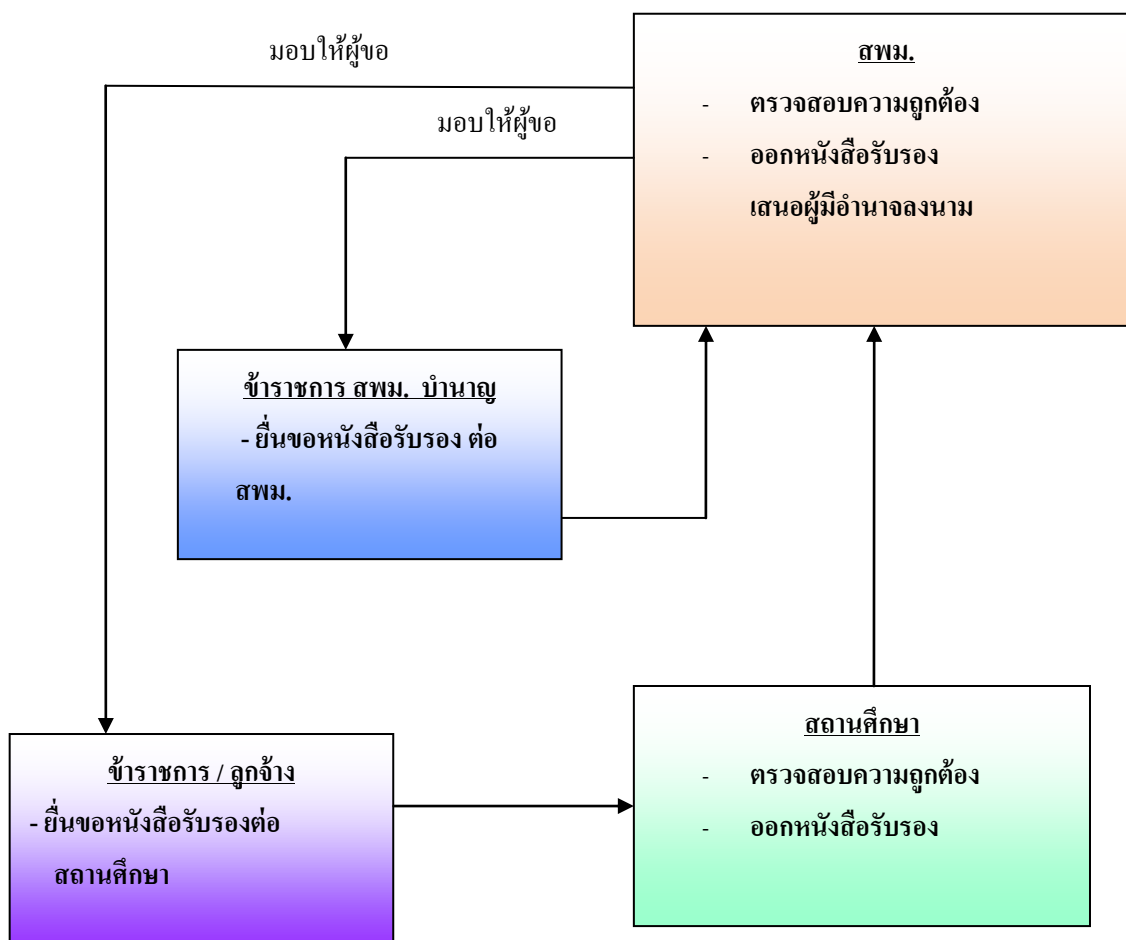 มอบให้ผู้ขอ
มอบให้ผู้ขอ
สพม.
- ตรวจสอบความถูกต้อง
- ออกหนังสือรับรอง
เสนอผู้มีอำนาจลงนาม
ข้าราชการ สพม. บำนาญ
- ยื่นขอหนังสือรับรอง ต่อ
สพม.
ข้าราชการ / ลูกจ้าง
- ยื่นขอหนังสือรับรองต่อ
สถานศึกษา
สถานศึกษา
- ตรวจสอบความถูกต้อง
- ออกหนังสือรับรอง